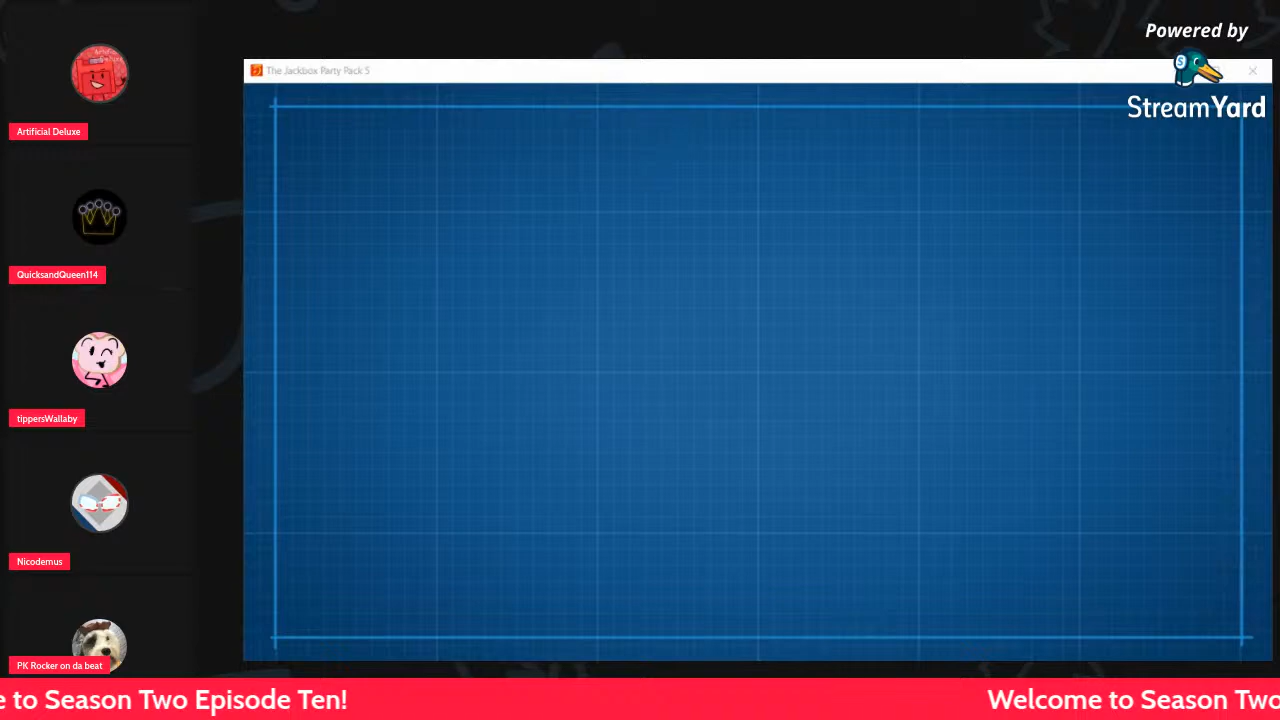 Powered by
StreamYard
The Jackbox Party Pack 5
Artificial Deluxe
QuicksandQueen114
tippersWallaby
Nicodemus
PK Rocker on da beat
e to Season Two Episode Ten!
Welcome to Season Two